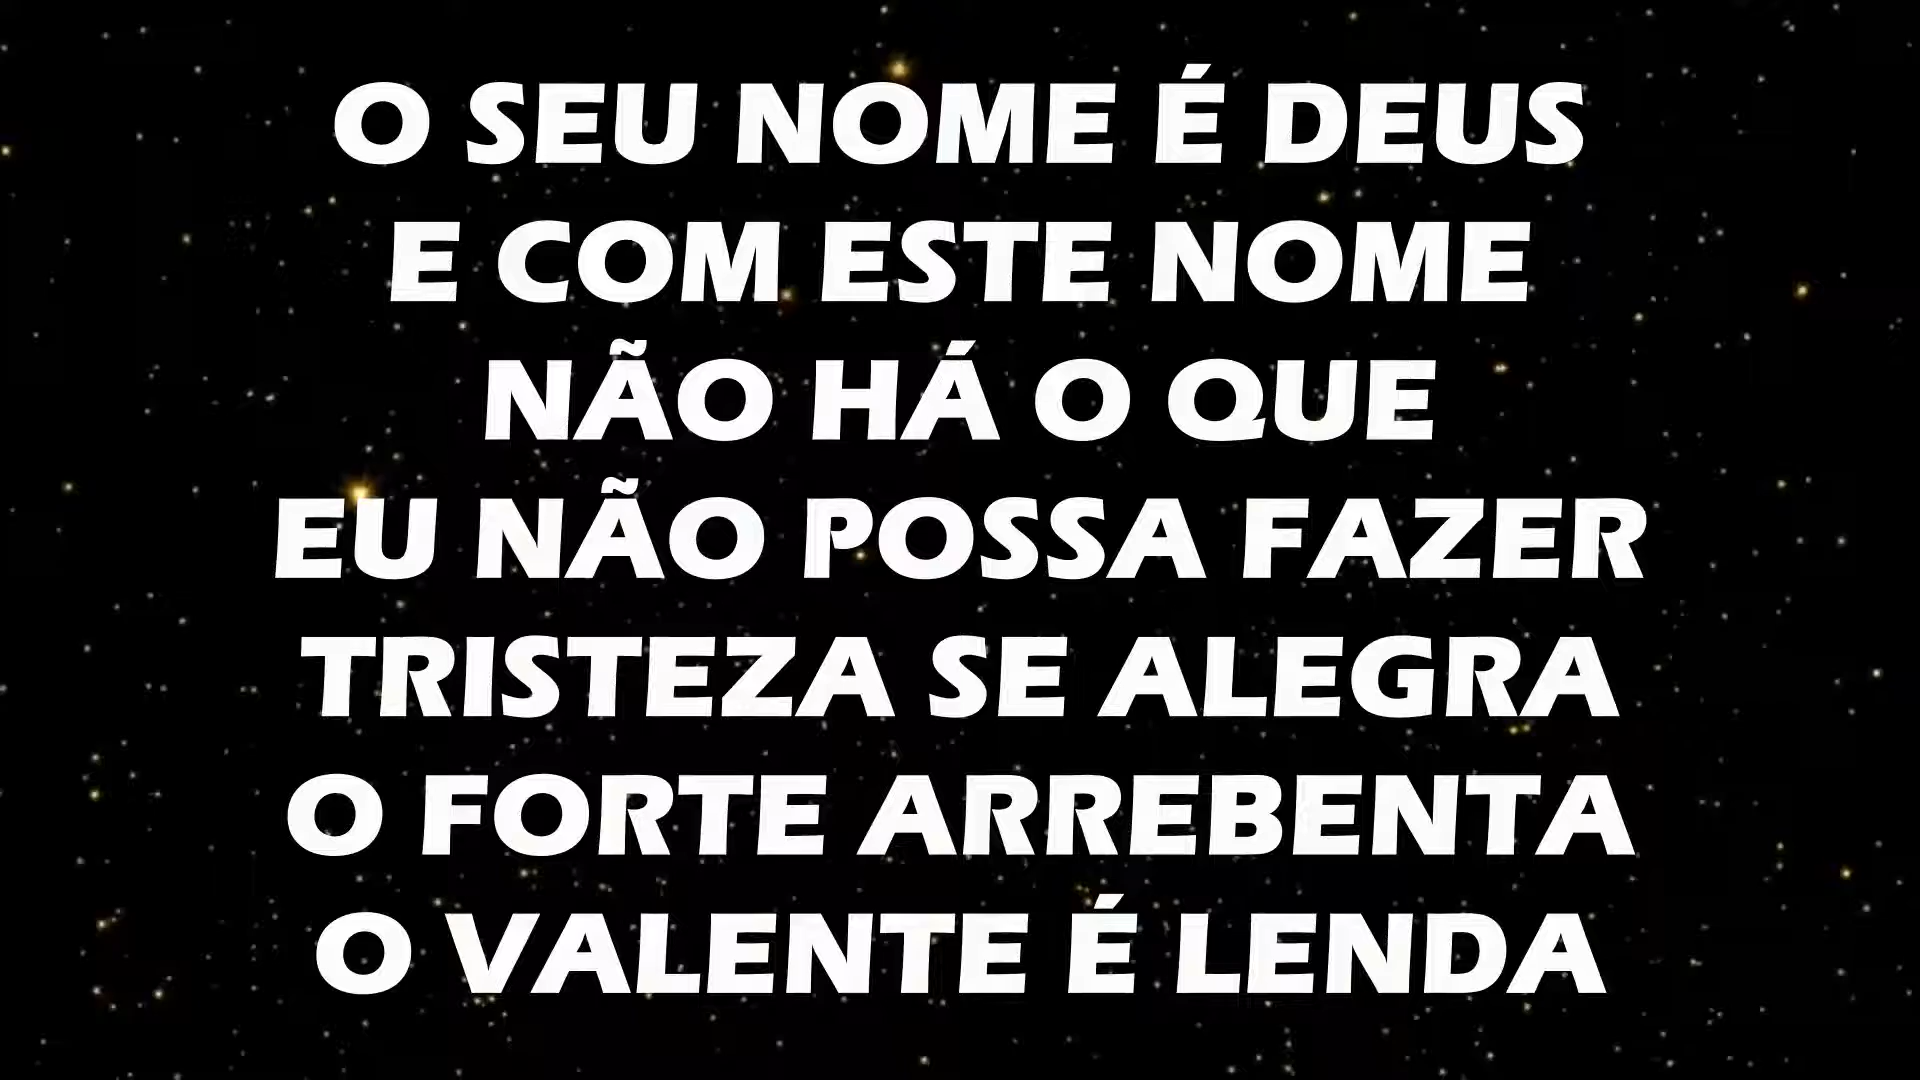 O SEU NOME É DEUS
E COM ESTE NOME
NÃO HÁ O QUE
EU NÃO POSSA FAZER
TRISTEZA SE ALEGRA
O FORTE ARREBENTA
O VALENTE É LENDA